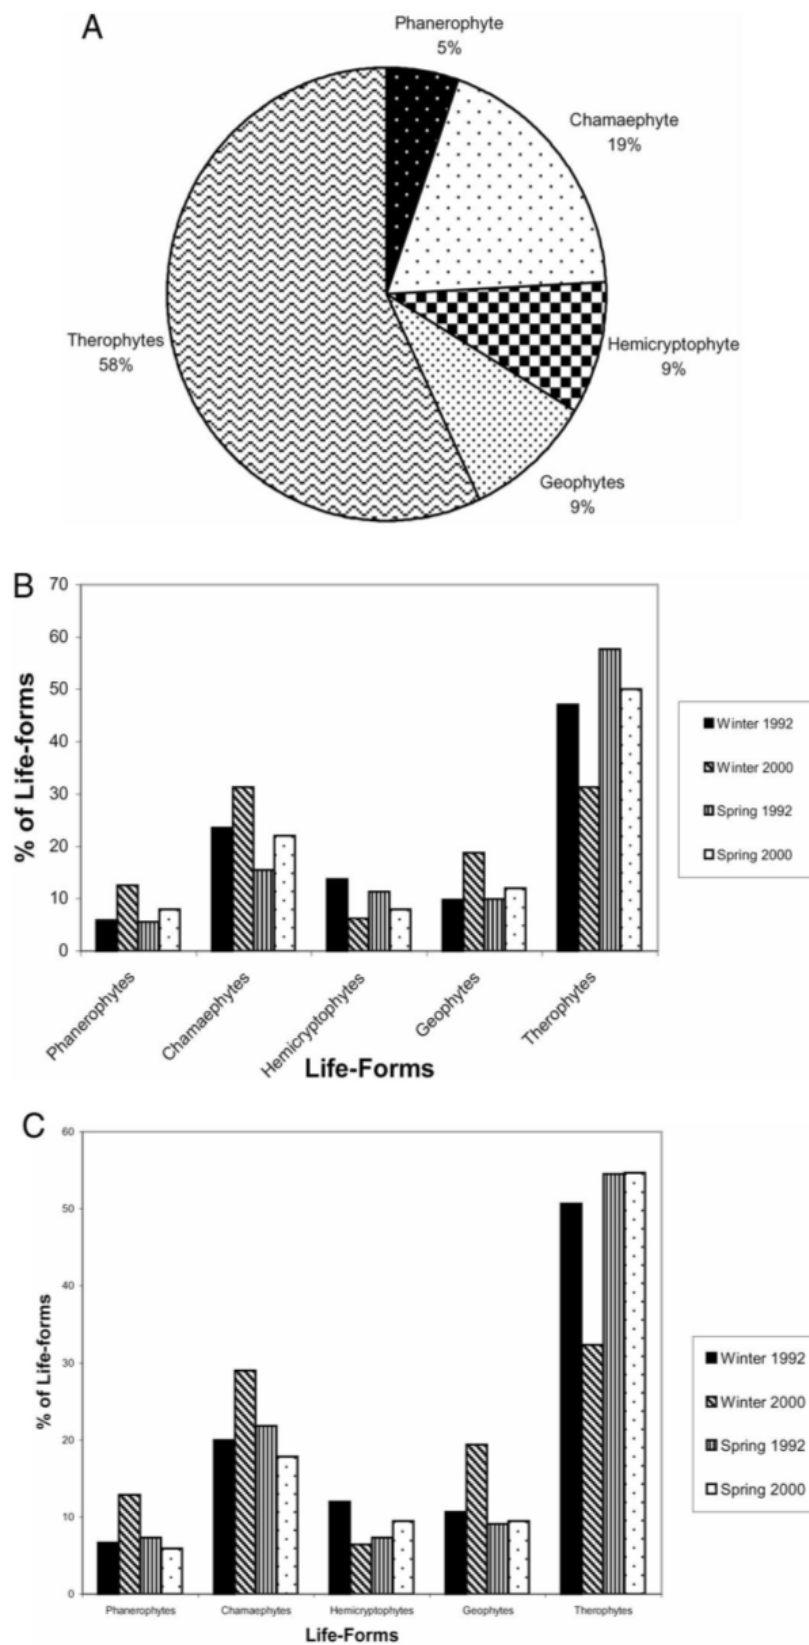 A
Phanerophyte
5%
Chamaephyte
19%
Hemicryptophyte
9%
Geophytes
9%
Therophytes
58%
B
70
60
50
40
30
20
10
0
% of Life-forms
Phanerophytes
Chamaephytes
Hemicryptophytes
Geophytes
Therophytes
Life-Forms
Winter 1992
Winter 2000
Spring 1992
Spring 2000
C
60
50
40
30
20
10
0
% of Life-forms
Phanerophytes
Chamaephytes
Hemicryptophytes
Geophytes
Therophytes
Life-Forms
Winter 1992
Winter 2000
Spring 1992
Spring 2000